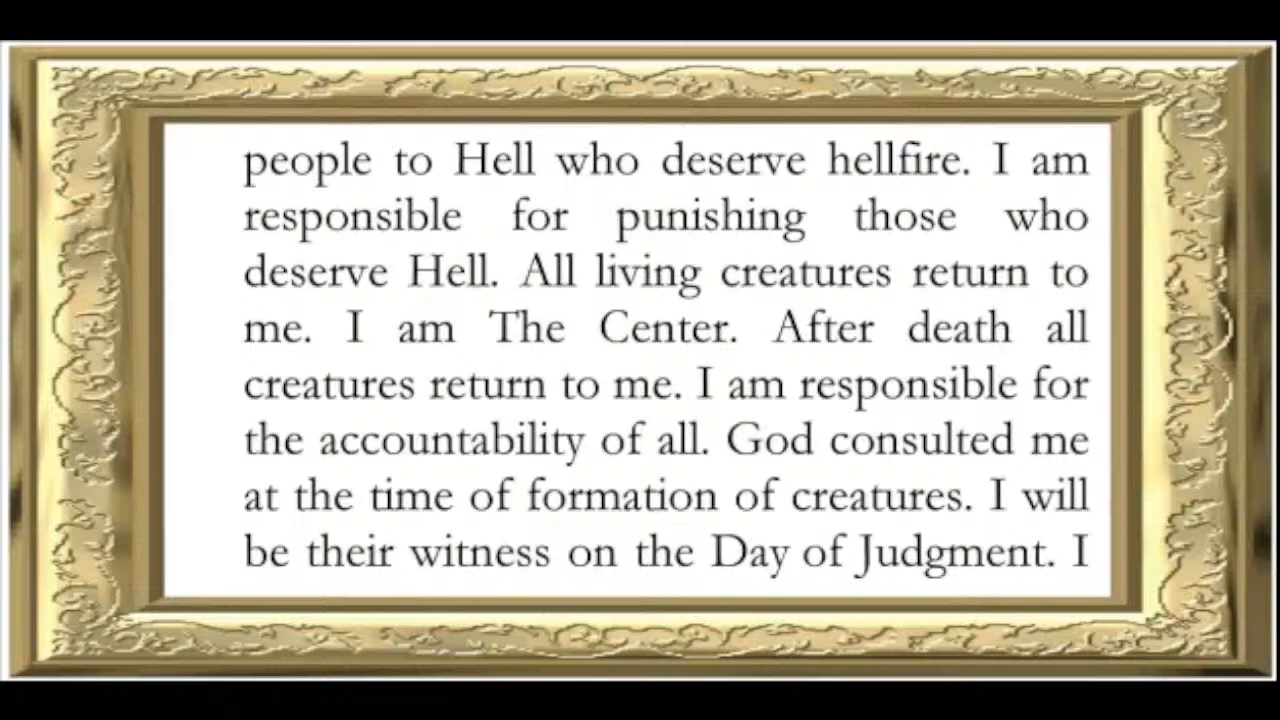 people to Hell who deserve hellfire. I am
responsible for punishing those who
deserve Hell. All living creatures return to
me. I am The Center. After death all
creatures return to me. I am responsible for
the accountability of all. God consulted me
at the time of formation of creatures. I will
be their witness on the Day of Judgment. I